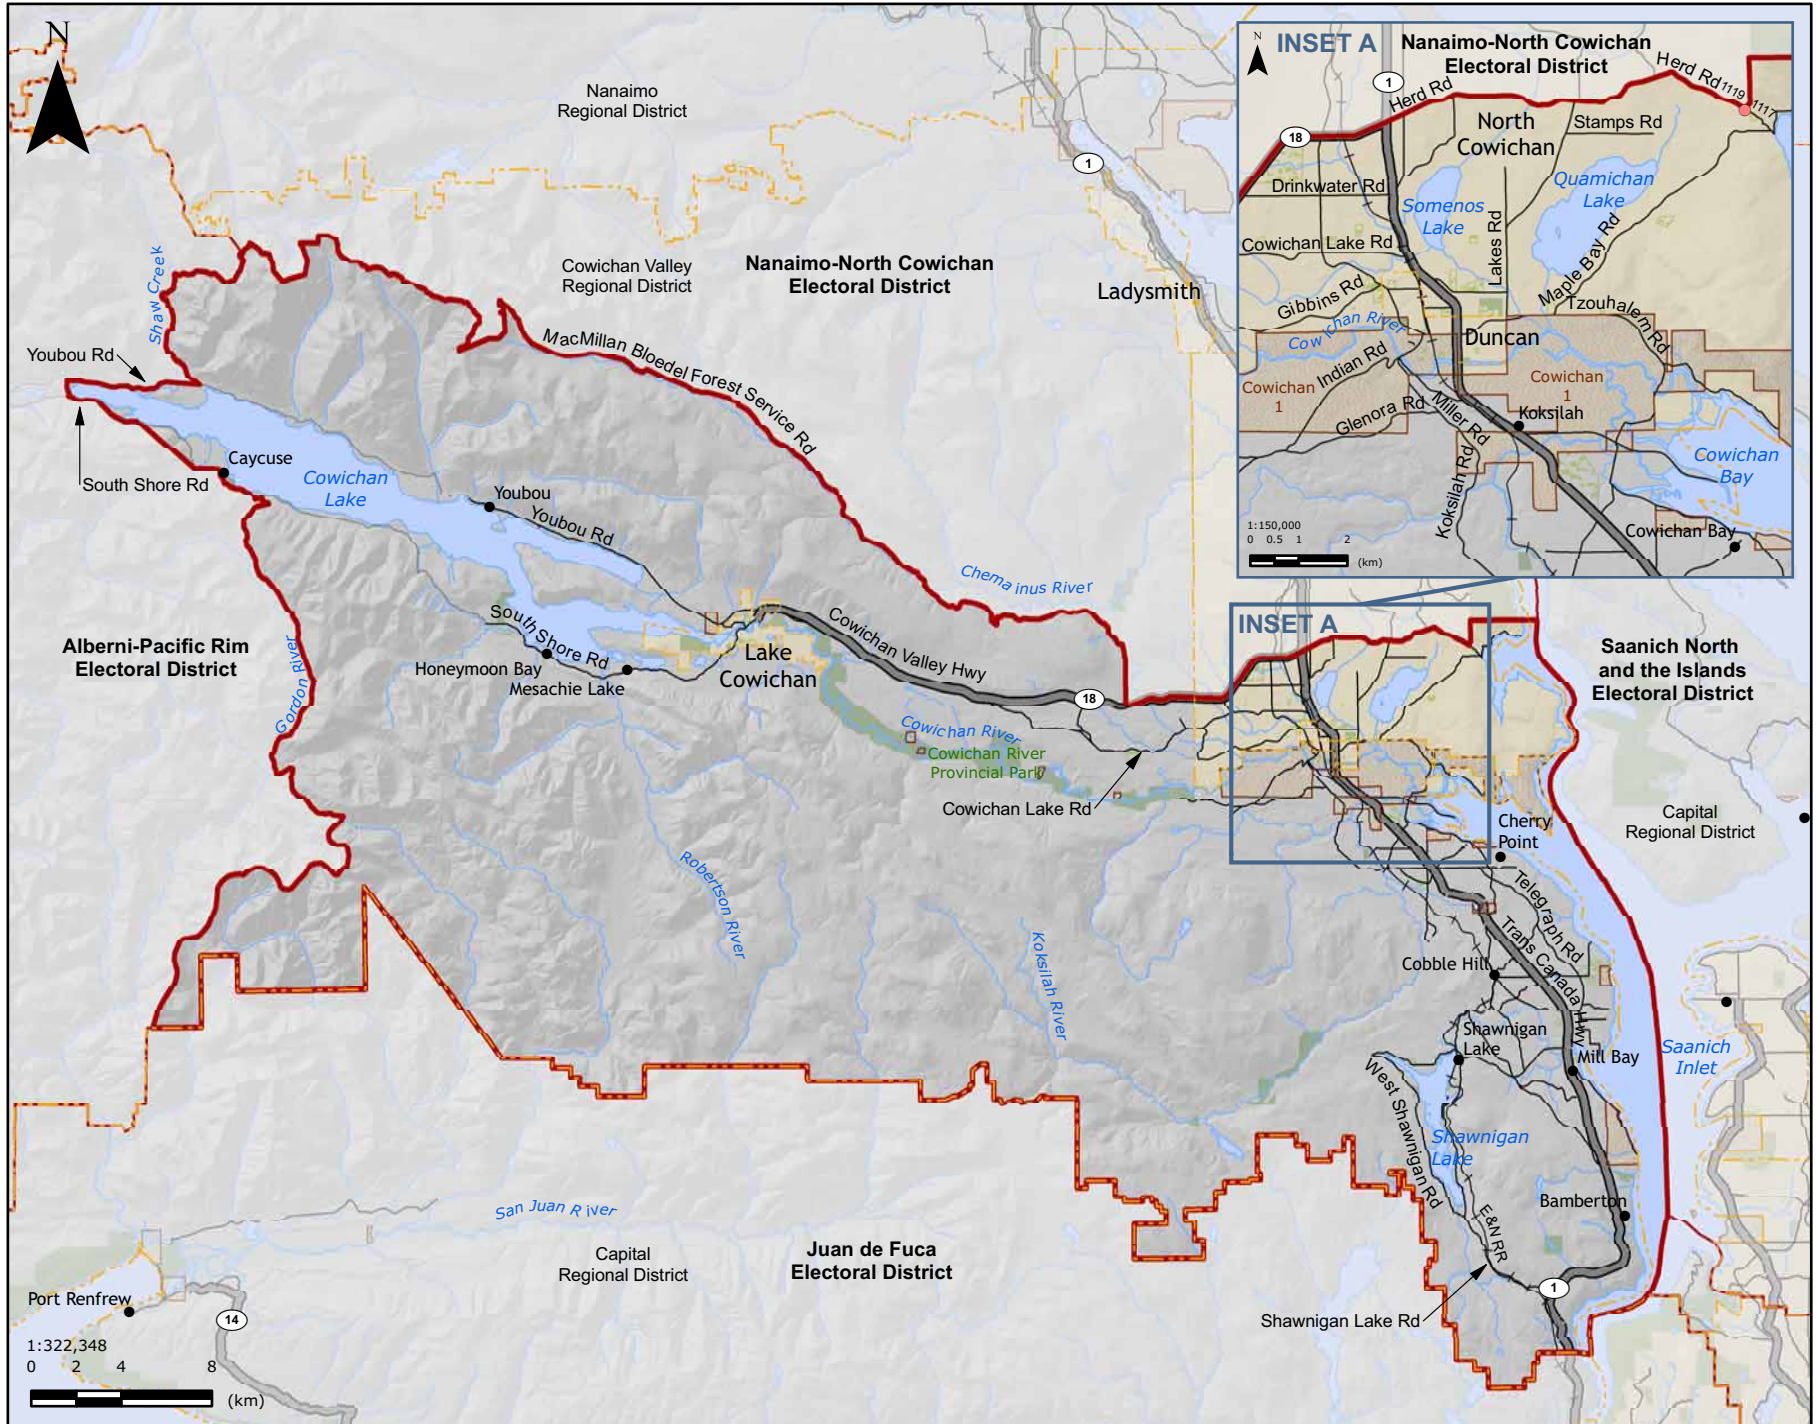 N
Nanaimo
Regional District
1
Cowichan Valley
Regional District
Nanaimo-North Cowichan
Electoral District
Ladysmith
Shaw Creek
Youbou Rd
MacMillan Bloedel Forest Service Rd
South Shore Rd
Caycuse
Cowichan
Lake
Youbou
Youbou Rd
Chemainus River
Alberni-Pacific Rim
Electoral District
Gordon River
South Shore Rd
Honeymoon Bay
Mesachie Lake
Lake
Cowichan
Cowichan Valley Hwy
18
Cowichan River
Cowichan River
Provincial Park
Cowichan Lake Rd
INSET A
Saanich North
and the Islands
Electoral District
Capital
Regional District
Cherry
Point
Telegraph Rd
Trans Canada Hwy
Robertson River
Koksilah River
Cobble Hill
Shawnigan
Lake
Mill Bay
Saanich
Inlet
West Shawnigan Rd
Shawnigan
Lake
Bamberton
E&N RR
1
Shawnigan Lake Rd
San Juan River
Capital
Regional District
Juan de Fuca
Electoral District
Port Renfrew
14
1:322,348
0 2 4 8
(km)
N
INSET A
Nanaimo-North Cowichan
Electoral District
1
Herd Rd
Herd Rd
1119
1117
18
North
Cowichan
Stamps Rd
Drinkwater Rd
Somenos
Lake
Quamichan
Lake
Cowichan Lake Rd
Lakes Rd
Maple Bay Rd
Gibbins Rd
Tzouhalem Rd
Cowichan River
Duncan
Indian Rd
Cowichan
1
Cowichan
1
Glenora Rd
Miller Rd
Koksilah
Koksilah Rd
Cowichan
Bay
Cowichan Bay
1:150,000
0 0.5 1 2
(km)